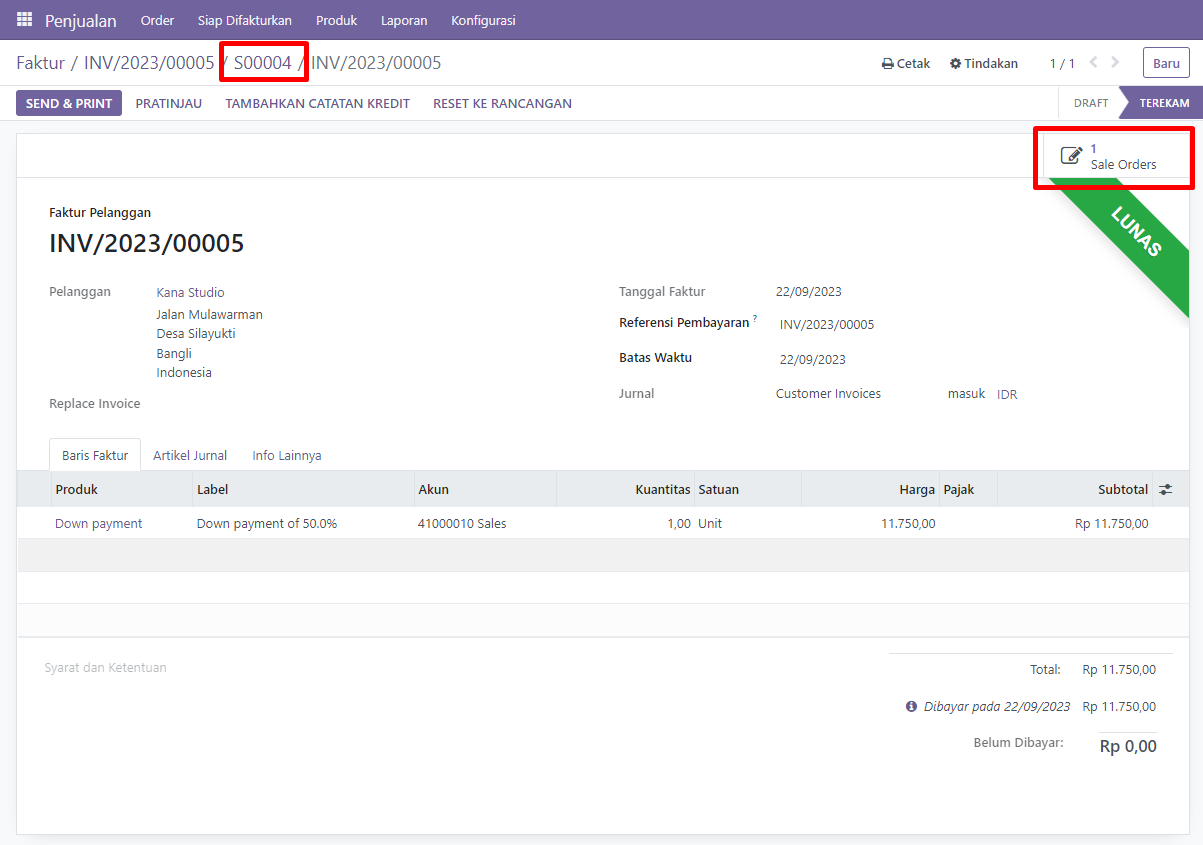 Penjualan Order Siap Difakturkan Produk Laporan Konfigurasi
Faktur / INV/2023/00005 / S00004 / INV/2023/00005 Cetak Tindakan 1 / 1 Baru
SEND & PRINT PRATINJAU TAMBAHKAN CATATAN KREDIT RESET KE RANCANGAN DRAFT TEREKAM
1
Sale Orders
LUNAS
Faktur Pelanggan
INV/2023/00005
Pelanggan Kana Studio
Jalan Mulawarman
Desa Silayukti
Bangli
Indonesia
Replace Invoice
Tanggal Faktur 22/09/2023
Referensi Pembayaran ? INV/2023/00005
Batas Waktu 22/09/2023
Jurnal Customer Invoices masuk IDR
Baris Faktur Artikel Jurnal Info Lainnya
Produk Label Akun Kuantitas Satuan Harga Pajak Subtotal
Down payment Down payment of 50.0% 41000010 Sales 1,00 Unit 11.750,00 Rp 11.750,00
Syarat dan Ketentuan
Total: Rp 11.750,00
Dibayar pada 22/09/2023 Rp 11.750,00
Belum Dibayar: Rp 0,00